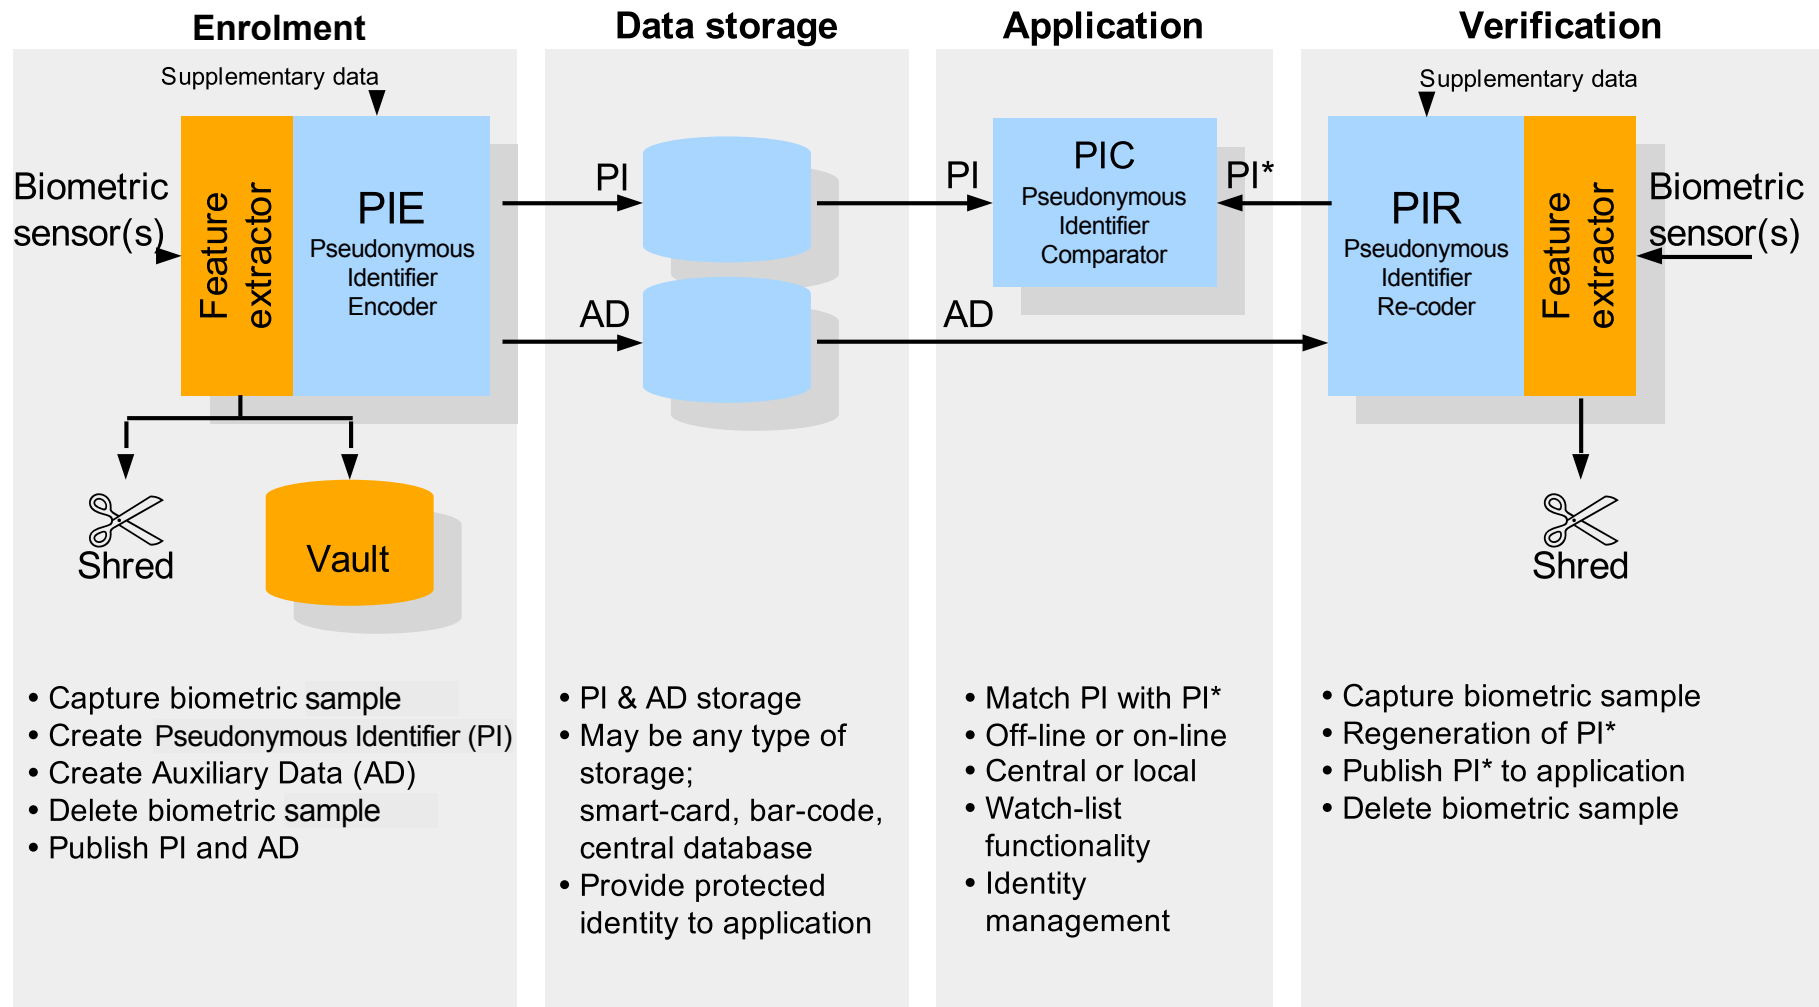 Enrolment
Data storage
Application
Verification
Supplementary data
Biometric
sensor(s)
Feature
extractor
PIE
Pseudonymous
Identifier
Encoder
PI
AD
Shred
Vault
PI
AD
PIC
Pseudonymous
Identifier
Comparator
PI*
Supplementary data
PIR
Pseudonymous
Identifier
Re-coder
Feature
extractor
Biometric
sensor(s)
Shred
• Capture biometric sample
• Create Pseudonymous Identifier (PI)
• Create Auxiliary Data (AD)
• Delete biometric sample
• Publish PI and AD
• PI & AD storage
• May be any type of
storage;
smart-card, bar-code,
central database
• Provide protected
identity to application
• Match PI with PI*
• Off-line or on-line
• Central or local
• Watch-list
functionality
• Identity
management
• Capture biometric sample
• Regeneration of PI*
• Publish PI* to application
• Delete biometric sample